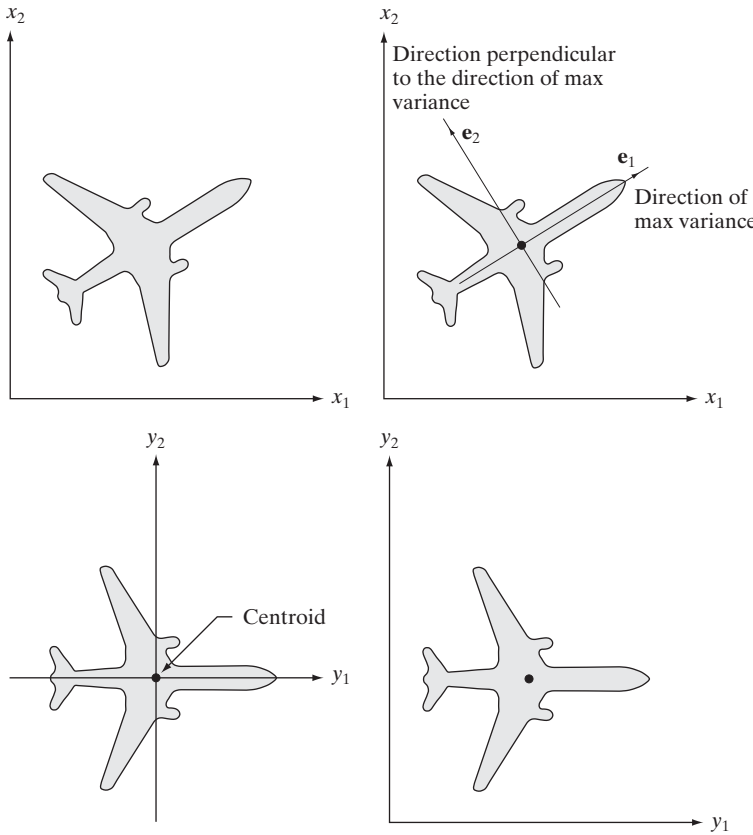 x₂
x₁
x₂
Direction perpendicular
to the direction of max
variance
e₂
e₁
Direction of
max variance
x₁
y₂
Centroid
y₁
y₂
y₁